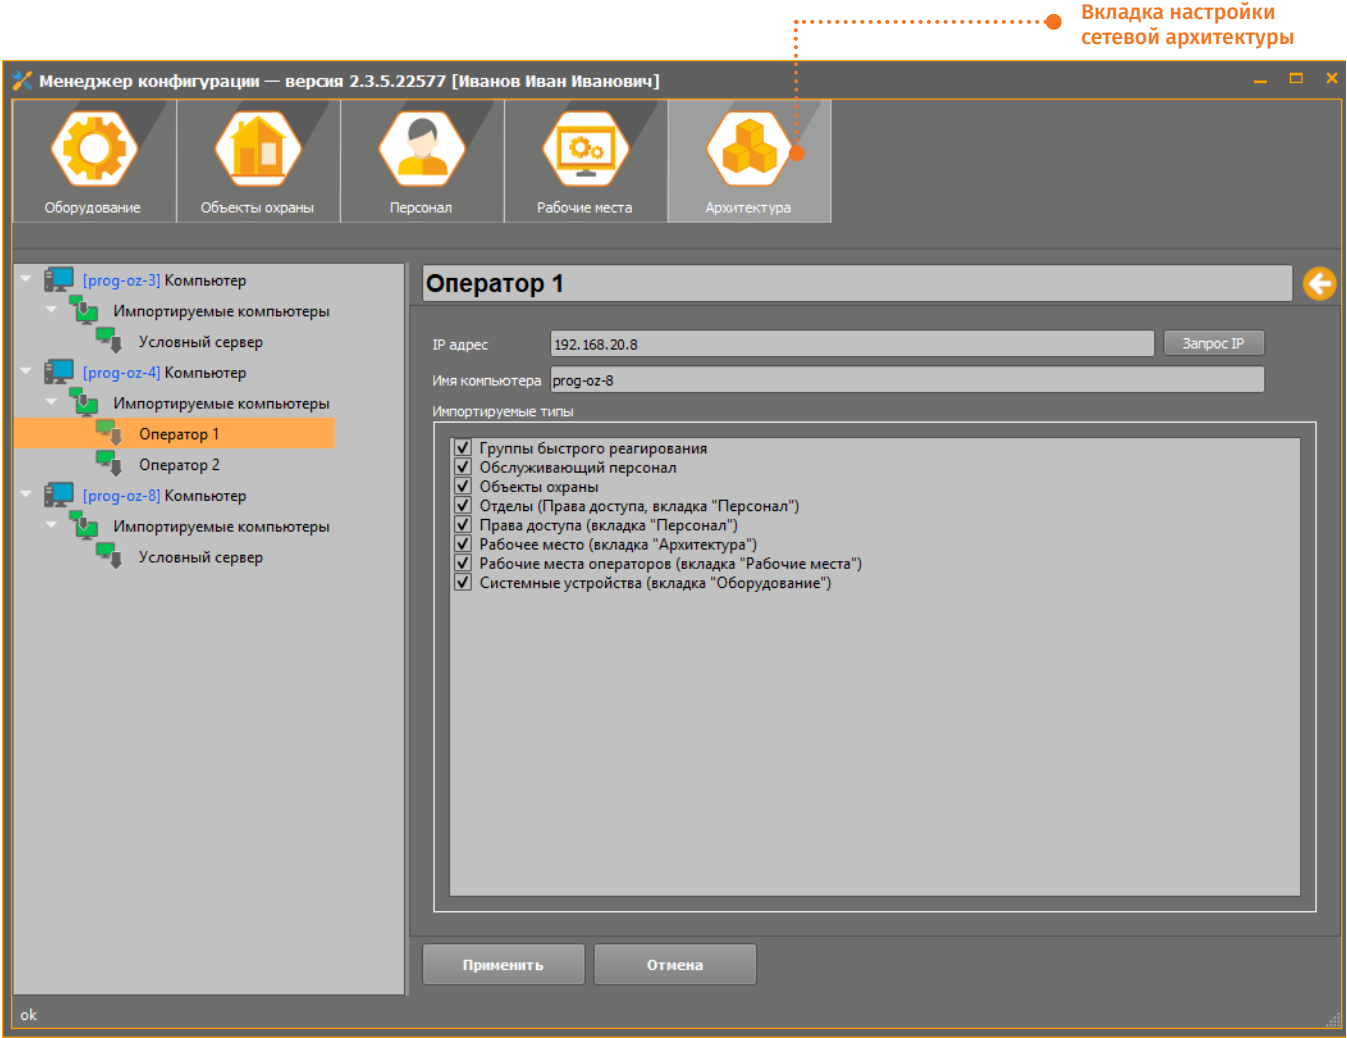 Вкладка настройки
сетевой архитектуры
Менеджер конфигурации — версия 2.3.5.22577 [Иванов Иван Иванович]
Оборудование
Объекты охраны
Персонал
Рабочие места
Архитектура
[prog-oz-3] Компьютер
Импортируемые компьютеры
Условный сервер
[prog-oz-4] Компьютер
Импортируемые компьютеры
Оператор 1
Оператор 2
[prog-oz-8] Компьютер
Импортируемые компьютеры
Условный сервер
Оператор 1
IP адрес
192.168.20.8
Запрос IP
Имя компьютера
prog-oz-8
Импортируемые типы
Группы быстрого реагирования
Обслуживающий персонал
Объекты охраны
Отделы (Права доступа, вкладка "Персонал")
Права доступа (вкладка "Персонал")
Рабочее место (вкладка "Архитектура")
Рабочие места операторов (вкладка "Рабочие места")
Системные устройства (вкладка "Оборудование")
Применить
Отмена
ok